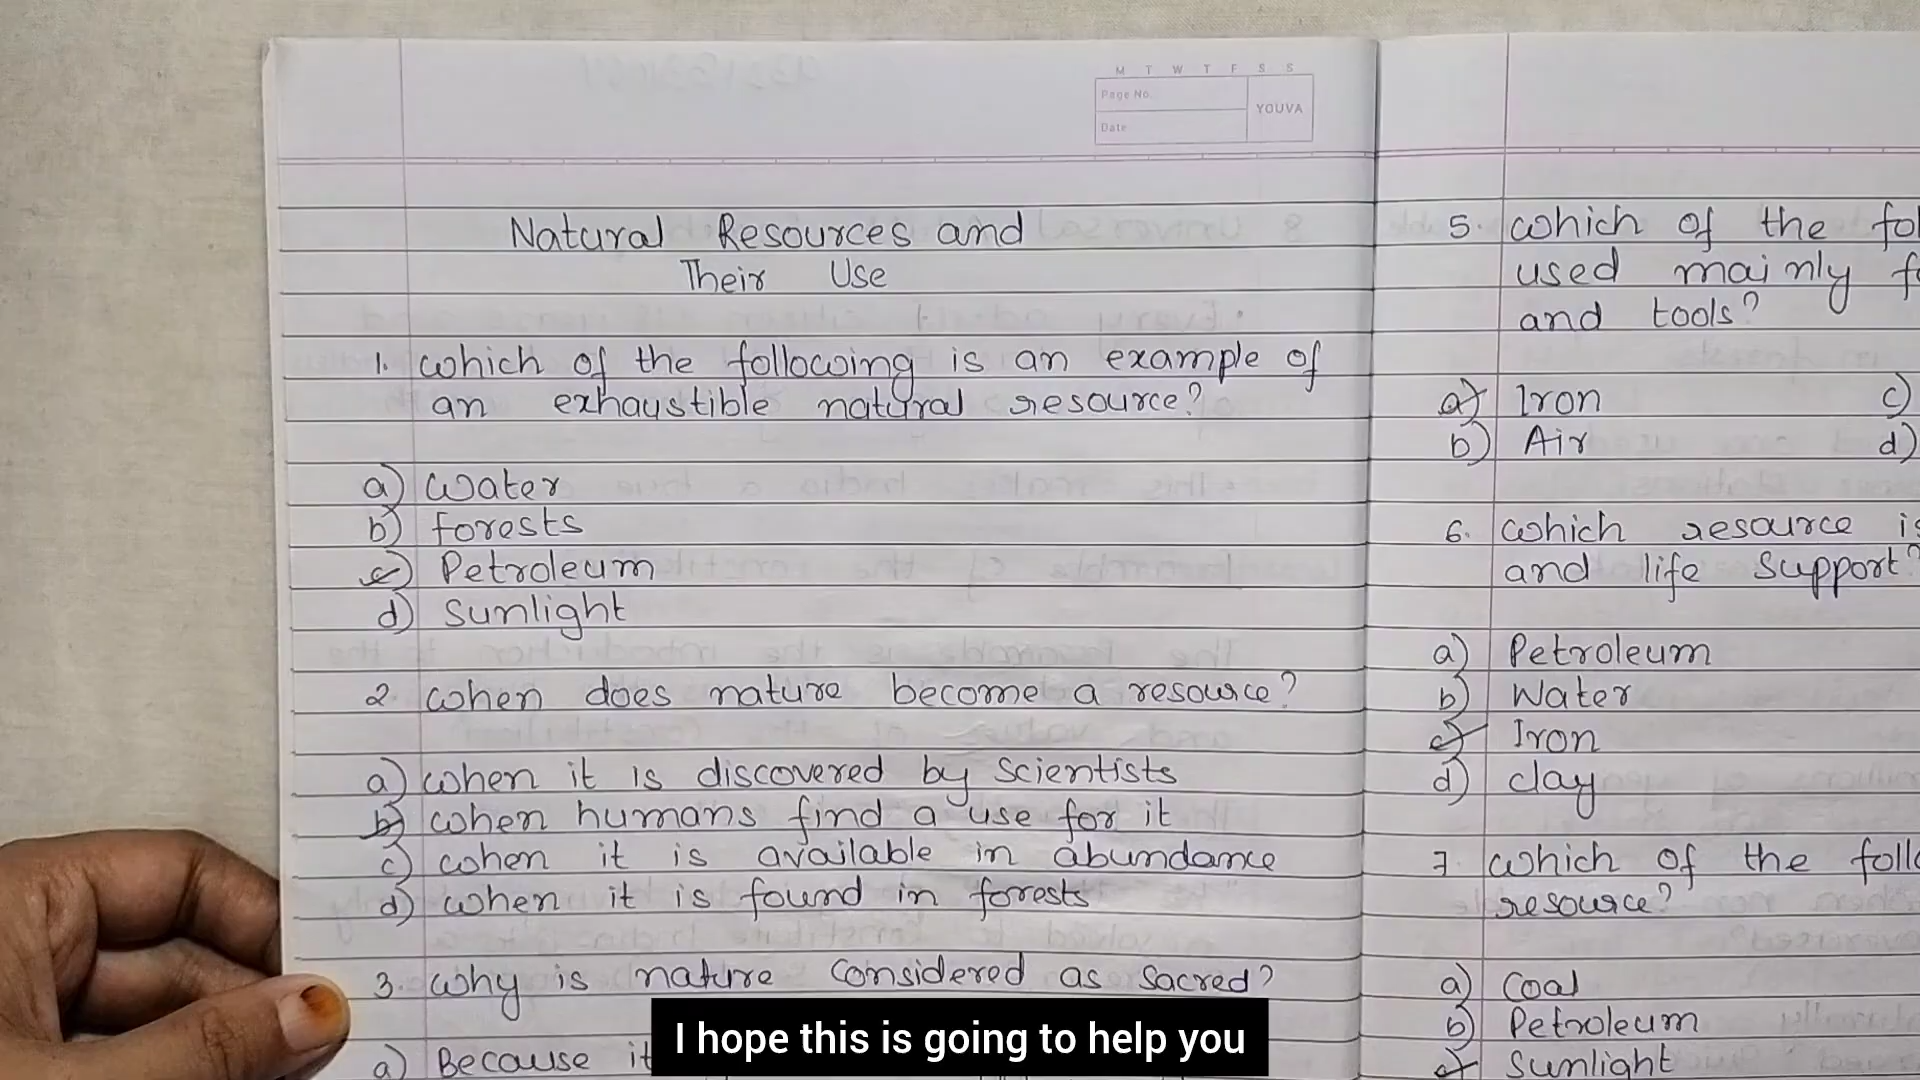 M T W T F S S
Page No.
Date
YOUVA
Natural Resources and
Their Use
1. Which of the following is an example of
an exhaustible natural resource?
a) Water
b) forests
c) Petroleum
d) Sunlight
2. When does nature become a resource?
a) When it is discovered by Scientists
b) When humans find a use for it
c) When it is available in abundance
d) When it is found in forests
3. Why is nature considered as sacred?
a) Because it
5. Which of the
used mainly
and tools?
a) Iron
c)
b) Air
d)
6. Which resource
and life support?
a) Petroleum
b) Water
c) Iron
d) clay
7. Which of the
resource?
a) Coal
b) Petroleum
c) Sunlight
I hope this is going to help you